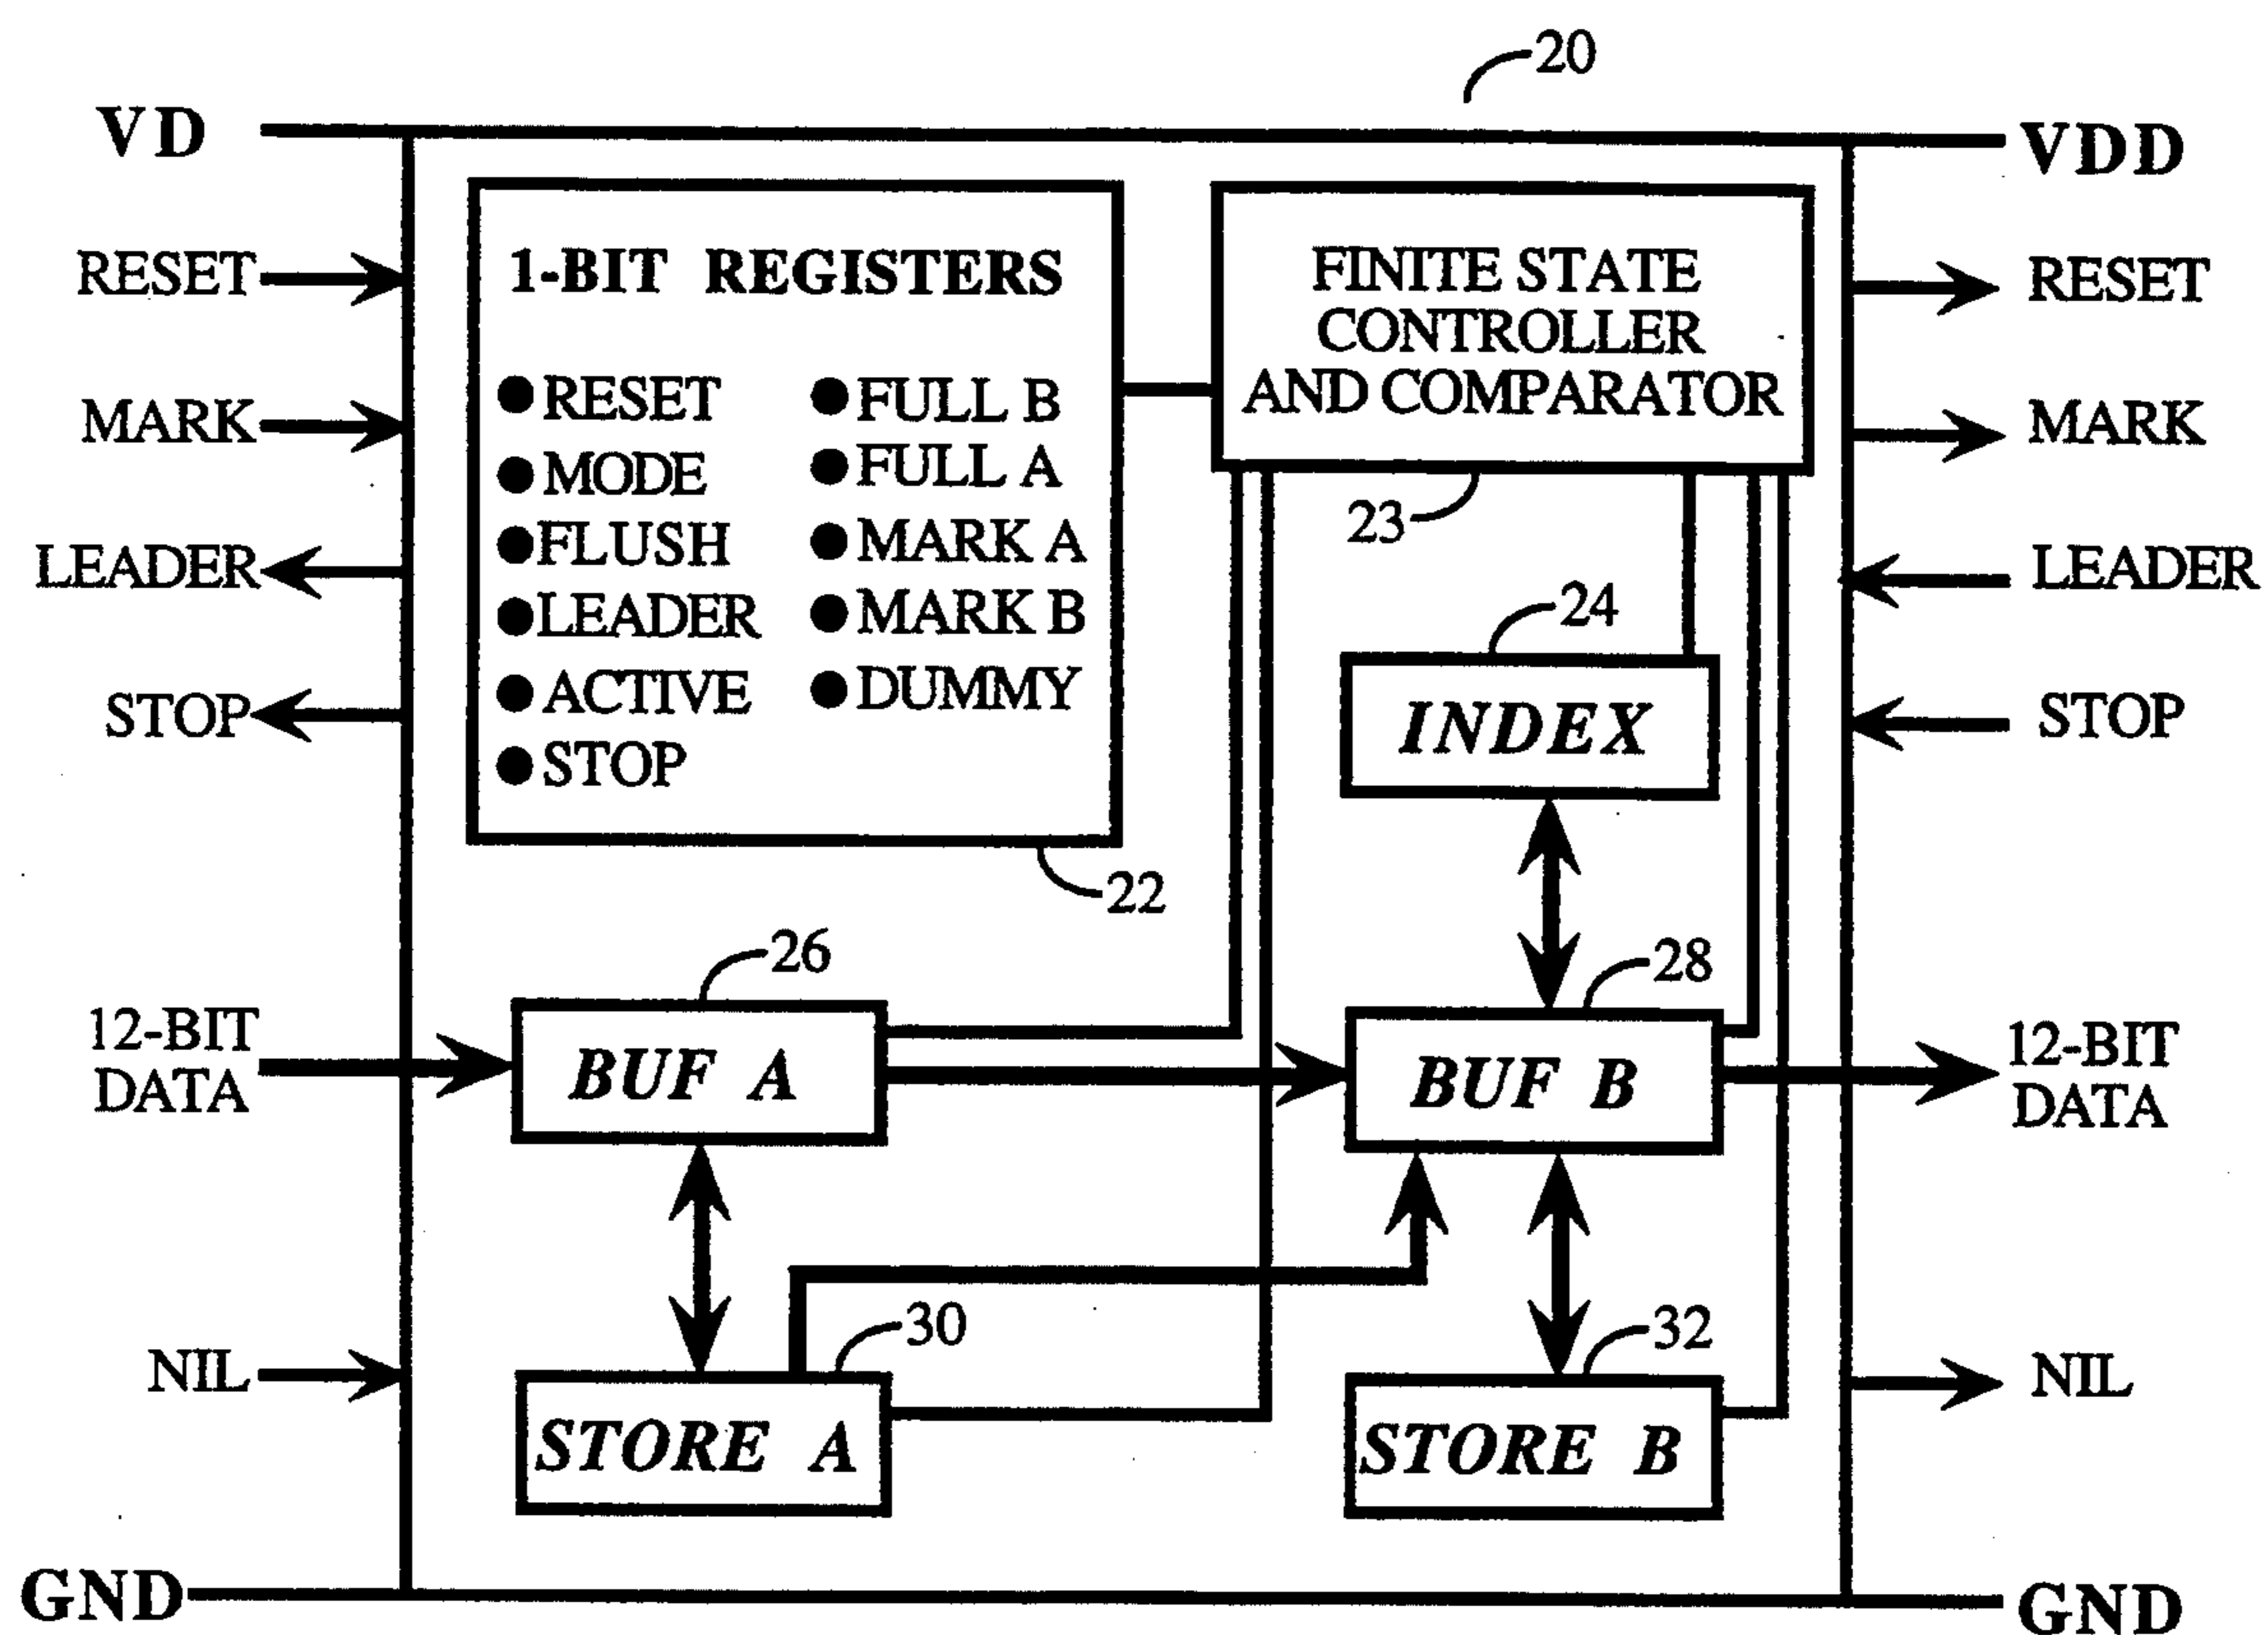 20
VD
VDD
RESET
1-BIT REGISTERS
FINITE STATE
CONTROLLER
AND COMPARATOR
RESET
MARK
RESET
FULL B
MARK
MODE
FULL A
23
LEADER
FLUSH
MARK A
LEADER
LEADER
MARK B
24
STOP
ACTIVE
DUMMY
INDEX
STOP
STOP
22
26
28
12-BIT
DATA
BUF A
BUF B
12-BIT
DATA
30
32
NIL
NIL
STORE A
STORE B
GND
GND